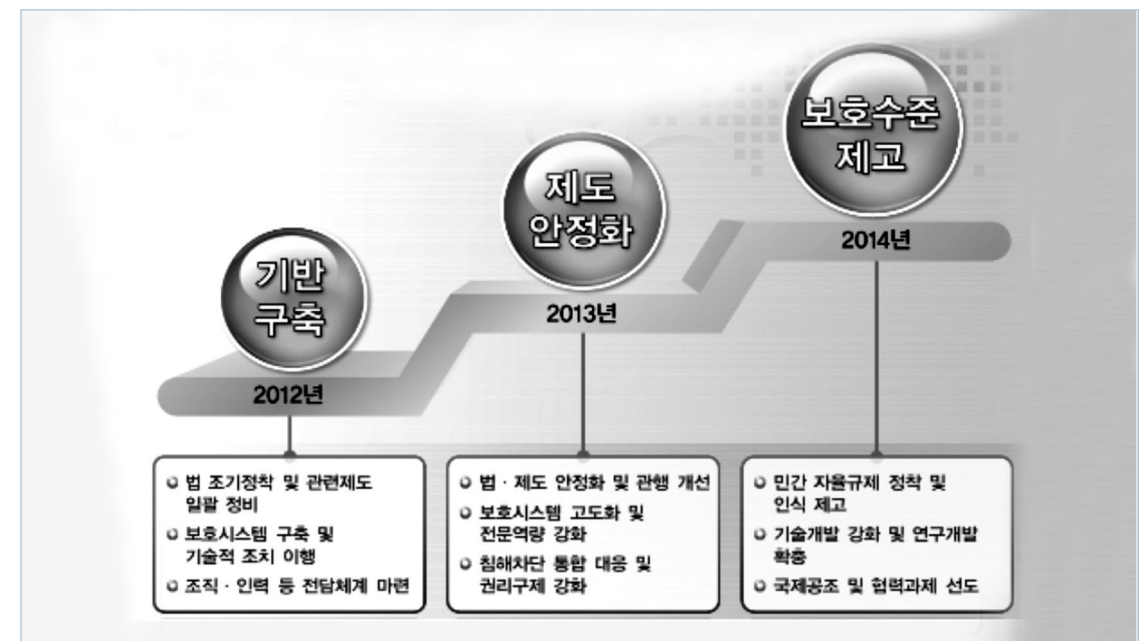 기반
구축
2012년
법 조기정착 및 관련제도
일괄 정비
보호시스템 구축 및
기술적 조치 이행
조직 · 인력 등 전담체계 마련
제도
안정화
2013년
법 · 제도 안정화 및 관행 개선
보호시스템 고도화 및
전문역량 강화
침해차단 통합 대응 및
권리구제 강화
보호수준
제고
2014년
민간 자율규제 정착 및
인식 제고
기술개발 강화 및 연구개발
확충
국제공조 및 협력과제 선도